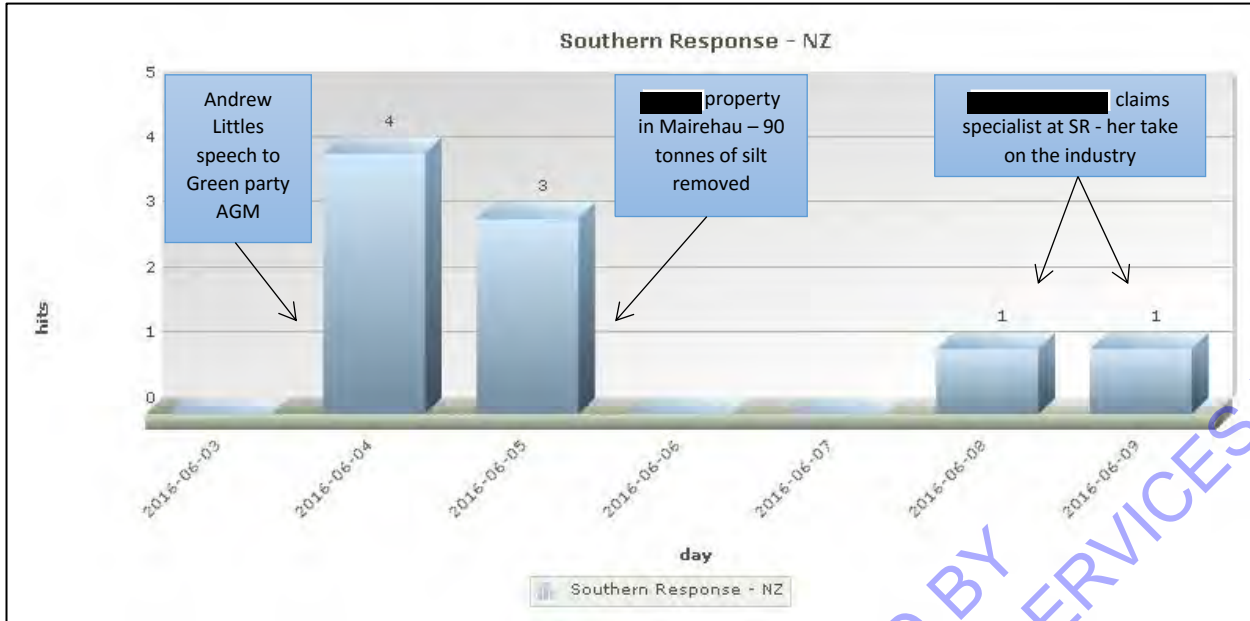 Southern Response - NZ
5
4
3
2
1
0
hits
Andrew
Littles
speech to
Green party
AGM
property
in Mairehau – 90
tonnes of silt
removed
claims
specialist at SR - her take
on the industry
4
3
1
1
2016-06-03
2016-06-04
2016-06-05
2016-06-06
2016-06-07
2016-06-08
2016-06-09
day
Southern Response - NZ
BY
SERVICES